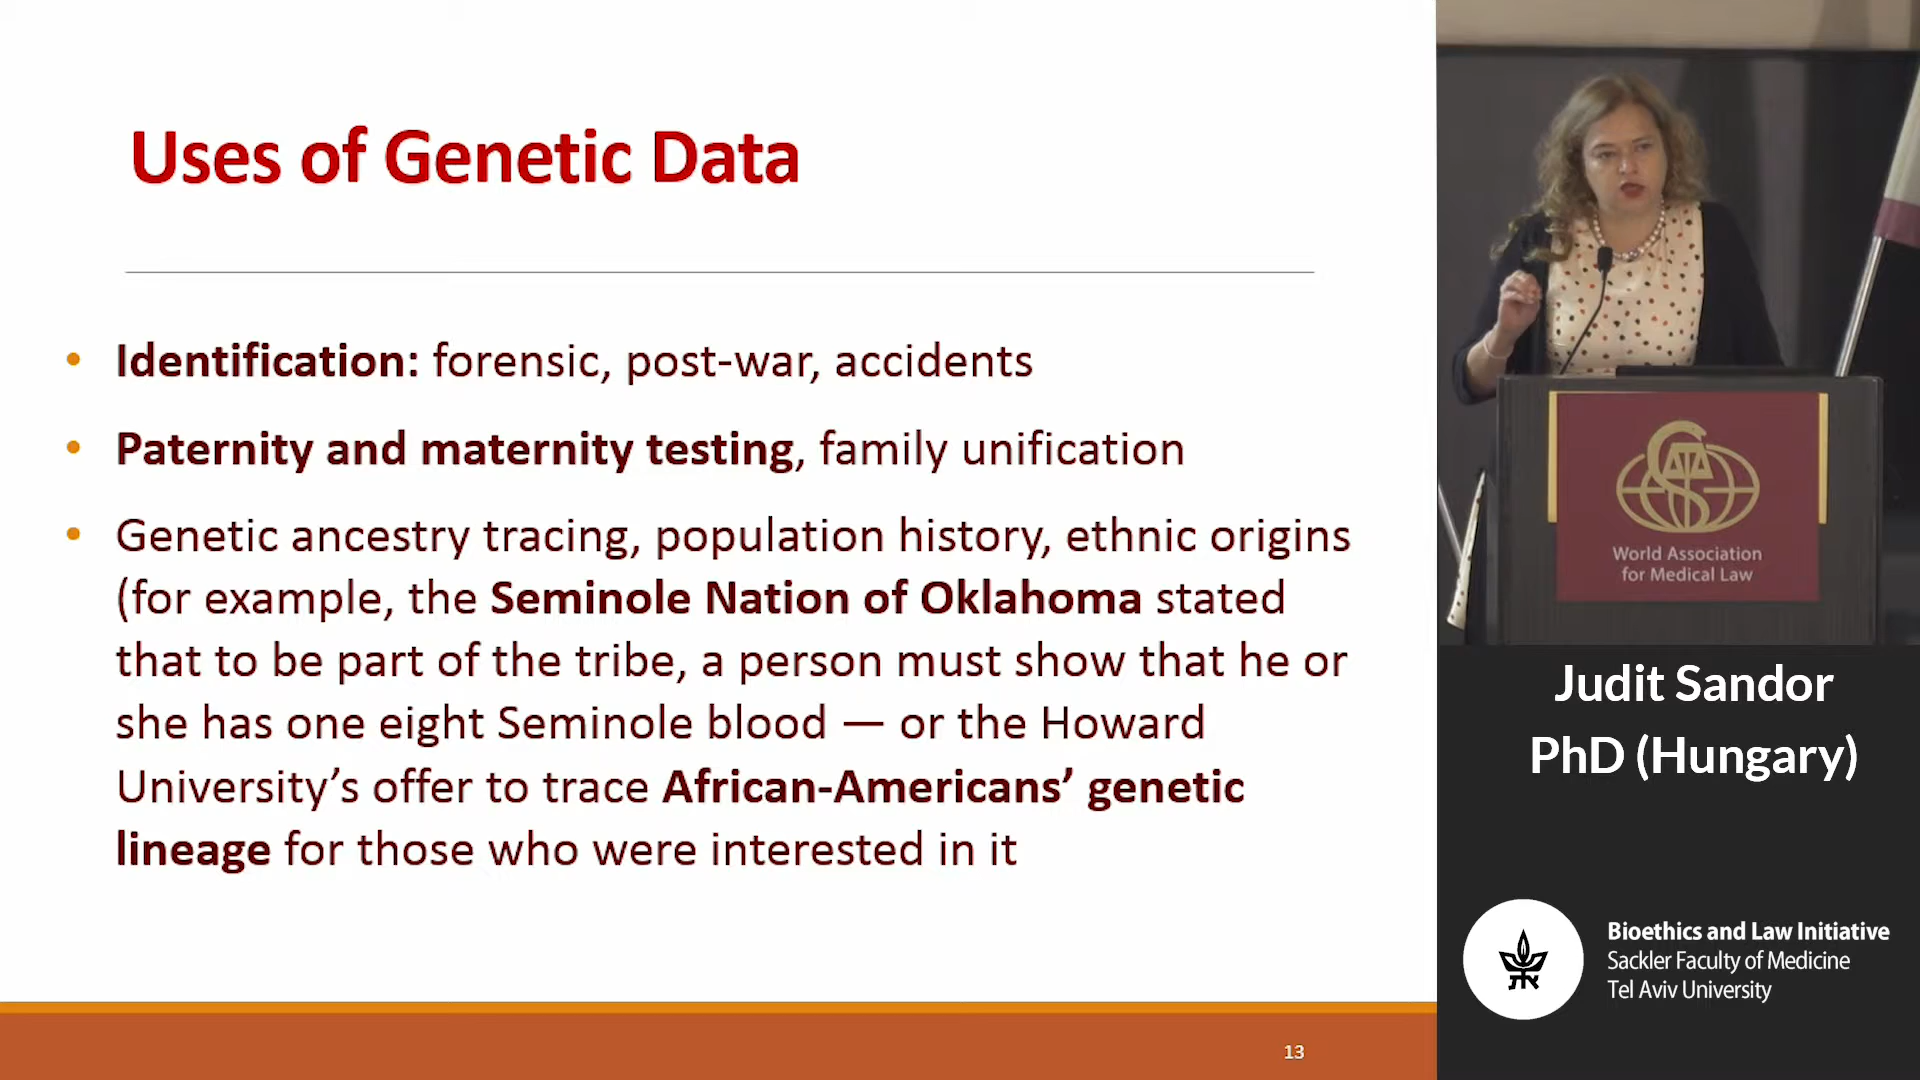 Uses of Genetic Data
• Identification: forensic, post-war, accidents
• Paternity and maternity testing, family unification
• Genetic ancestry tracing, population history, ethnic origins
(for example, the Seminole Nation of Oklahoma stated
that to be part of the tribe, a person must show that he or
she has one eight Seminole blood — or the Howard
University’s offer to trace African-Americans’ genetic
lineage for those who were interested in it
13
World Association
for Medical Law
Judit Sandor
PhD (Hungary)
Bioethics and Law Initiative
Sackler Faculty of Medicine
Tel Aviv University